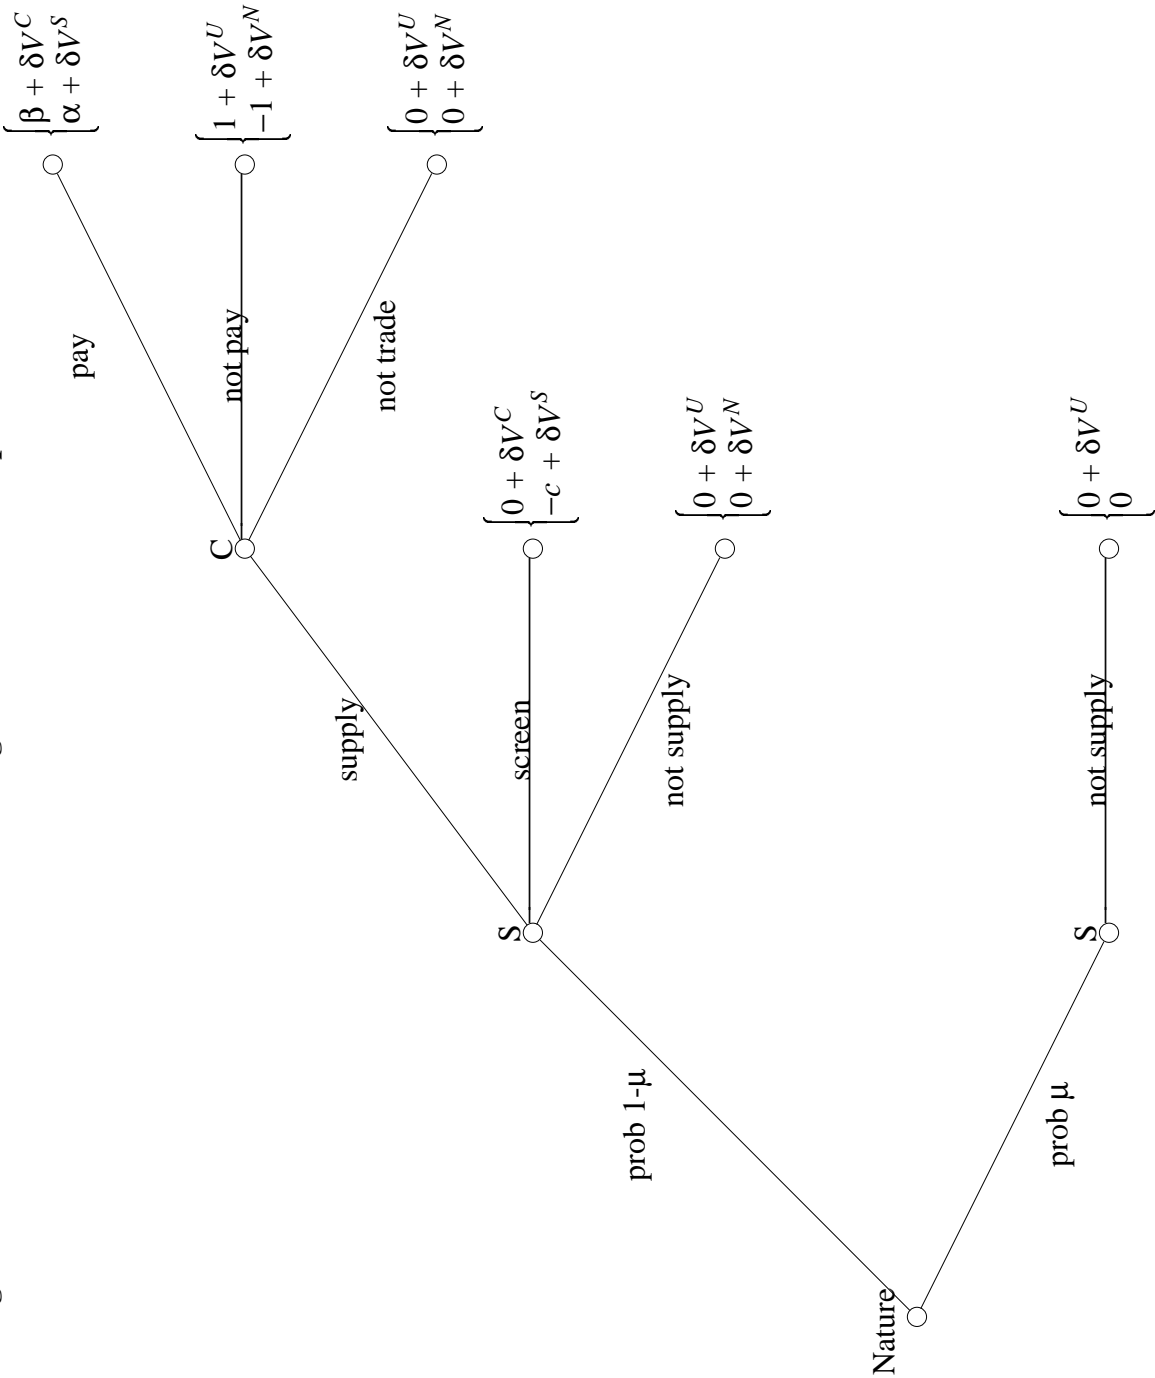 Nature
prob 1-μ
prob μ
S
supply
screen
not supply
S
not supply
C
pay
not pay
not trade
β + δV^C
α + δV^S
1 + δV^U
−1 + δV^N
0 + δV^U
0 + δV^N
0 + δV^C
−c + δV^S
0 + δV^U
0 + δV^N
0 + δV^U
0